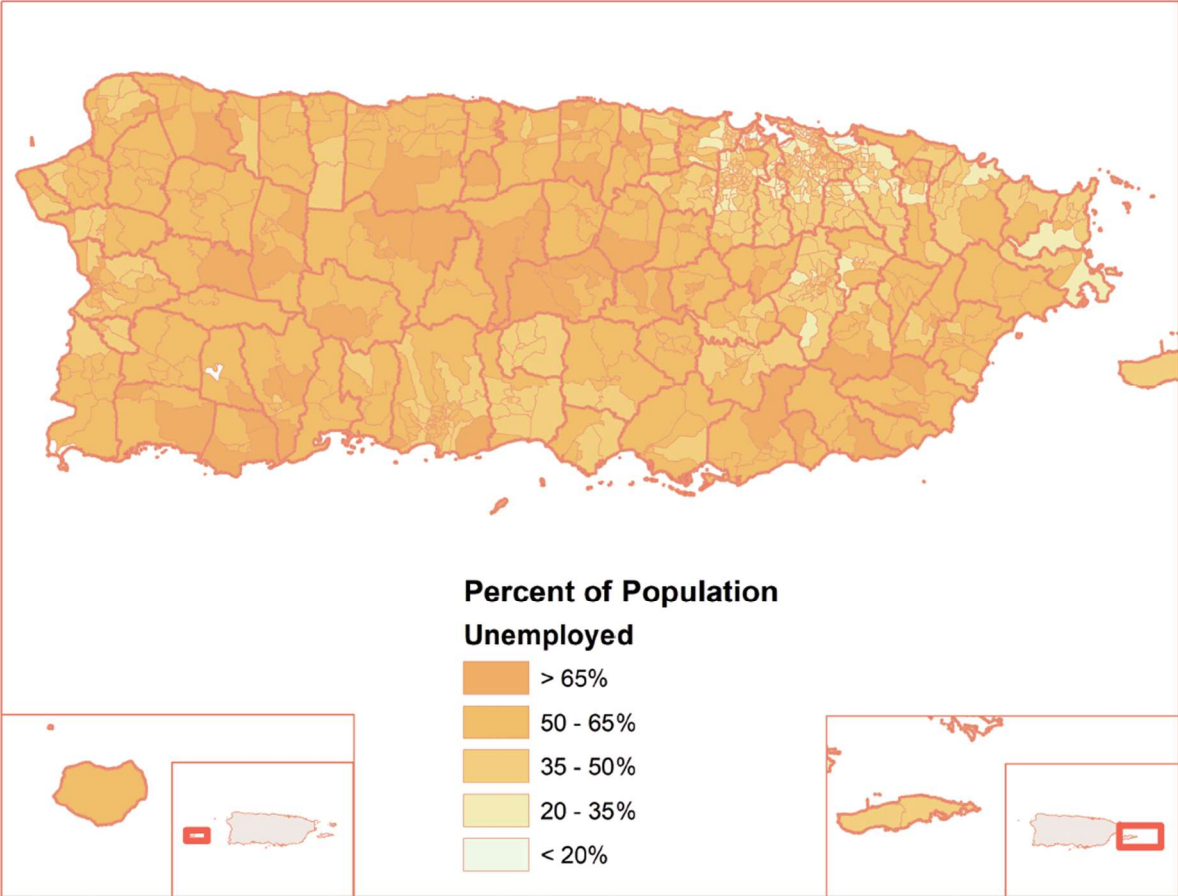 Percent of Population
Unemployed
> 65%
50 - 65%
35 - 50%
20 - 35%
< 20%